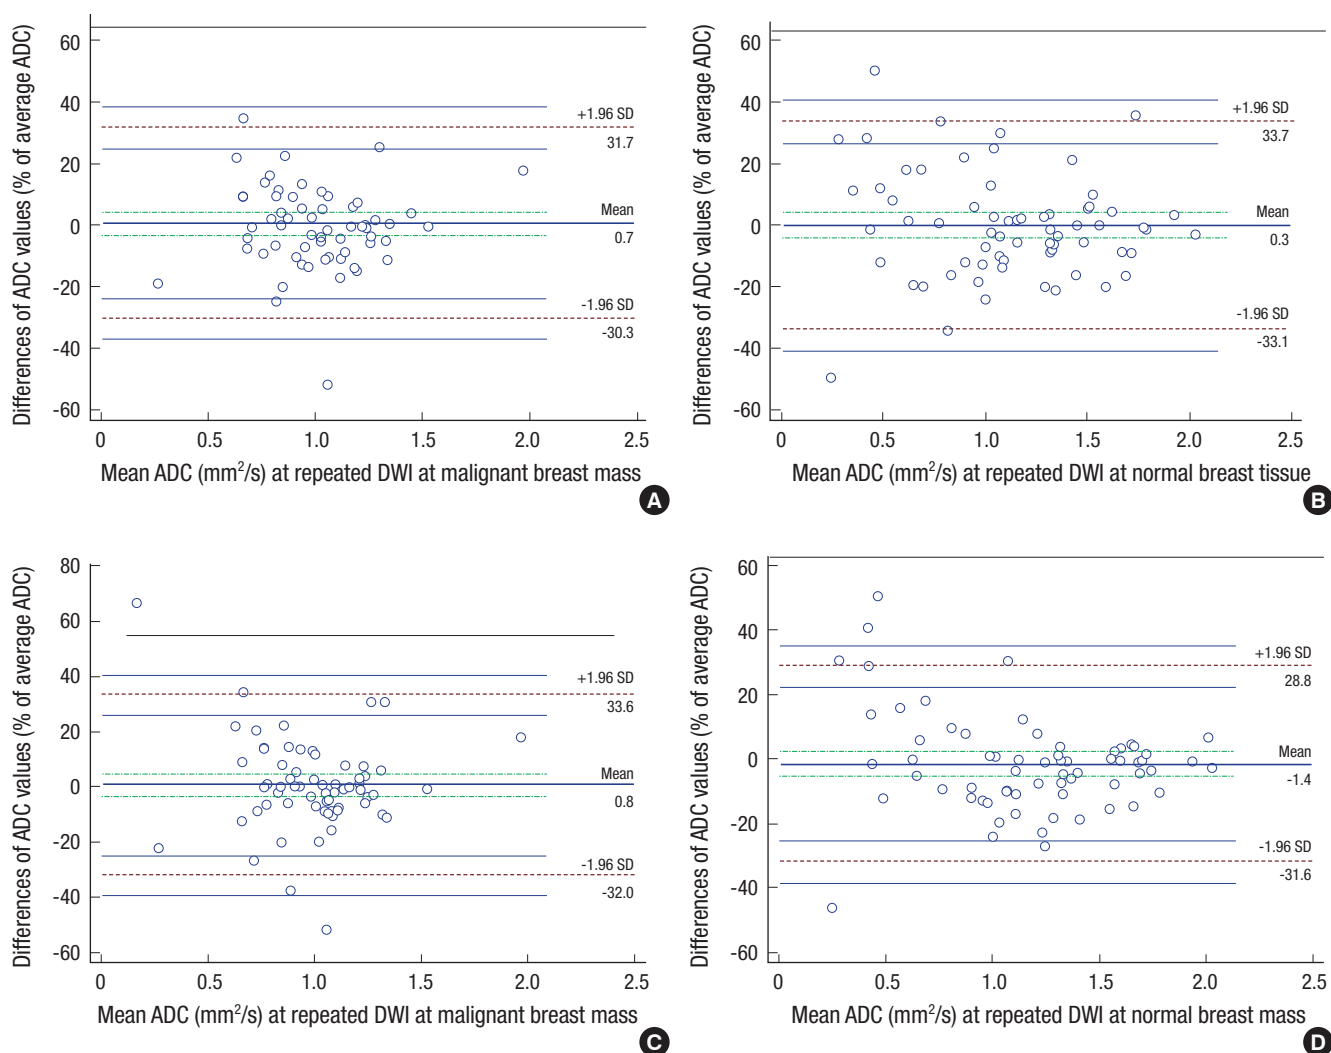 Differences of ADC values (% of average ADC)
60
40
20
0
-20
-40
-60
+1.96 SD
31.7
Mean
0.7
-1.96 SD
-30.3
0 0.5 1.0 1.5 2.0 2.5
Mean ADC (mm²/s) at repeated DWI at malignant breast mass
A
Differences of ADC values (% of average ADC)
60
40
20
0
-20
-40
-60
+1.96 SD
33.7
Mean
0.3
-1.96 SD
-33.1
0 0.5 1.0 1.5 2.0 2.5
Mean ADC (mm²/s) at repeated DWI at normal breast tissue
B
Differences of ADC values (% of average ADC)
80
60
40
20
0
-20
-40
-60
+1.96 SD
33.6
Mean
0.8
-1.96 SD
-32.0
0 0.5 1.0 1.5 2.0 2.5
Mean ADC (mm²/s) at repeated DWI at malignant breast mass
C
Differences of ADC values (% of average ADC)
60
40
20
0
-20
-40
-60
+1.96 SD
28.8
Mean
-1.4
-1.96 SD
-31.6
0 0.5 1.0 1.5 2.0 2.5
Mean ADC (mm²/s) at repeated DWI at normal breast mass
D